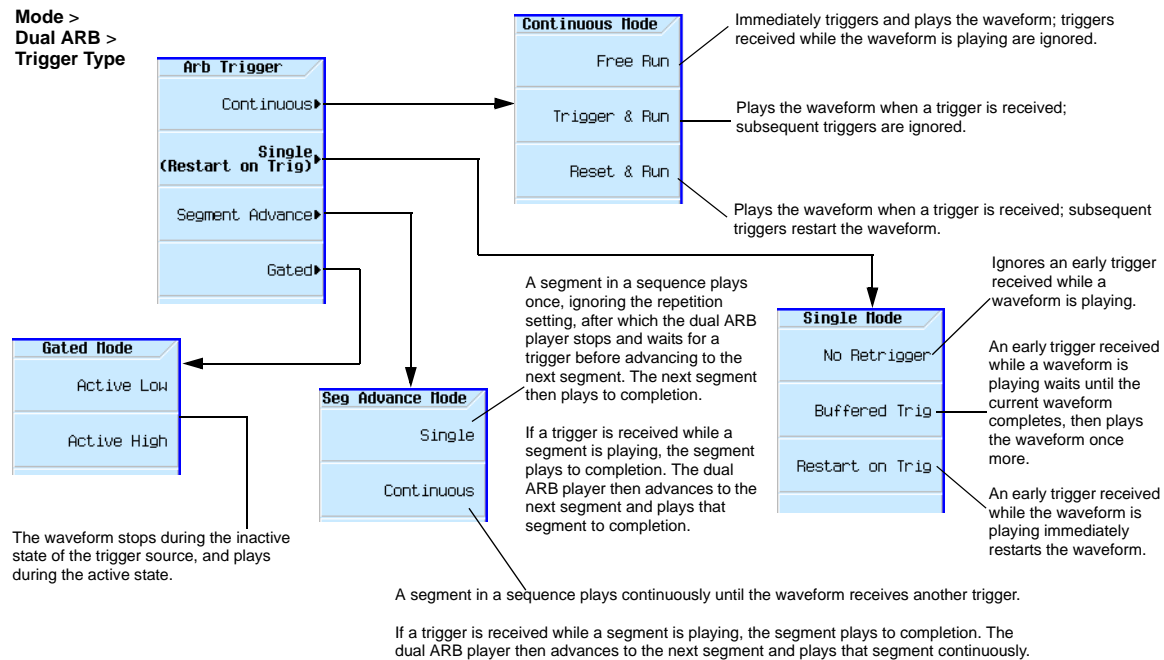 Mode >
Dual ARB >
Trigger Type
Arb Trigger
Continuous
Single
(Restart on Trig)
Segment Advance
Gated
Continuous Mode
Free Run
Trigger & Run
Reset & Run
Immediately triggers and plays the waveform; triggers
received while the waveform is playing are ignored.
Plays the waveform when a trigger is received;
subsequent triggers are ignored.
Plays the waveform when a trigger is received; subsequent
triggers restart the waveform.
Gated Mode
Active Low
Active High
The waveform stops during the inactive
state of the trigger source, and plays
during the active state.
Seg Advance Mode
Single
Continuous
A segment in a sequence plays
once, ignoring the repetition
setting, after which the dual ARB
player stops and waits for a
trigger before advancing to the
next segment. The next segment
then plays to completion.
If a trigger is received while a
segment is playing, the segment
plays to completion. The dual
ARB player then advances to the
next segment and plays that
segment to completion.
Single Mode
No Retrigger
Buffered Trig
Restart on Trig
Ignores an early trigger
received while a
waveform is playing.
An early trigger received
while a waveform is
playing waits until the
current waveform
completes, then plays
the waveform once
more.
An early trigger received
while the waveform is
playing immediately
restarts the waveform.
A segment in a sequence plays continuously until the waveform receives another trigger.
If a trigger is received while a segment is playing, the segment plays to completion. The
dual ARB player then advances to the next segment and plays that segment continuously.